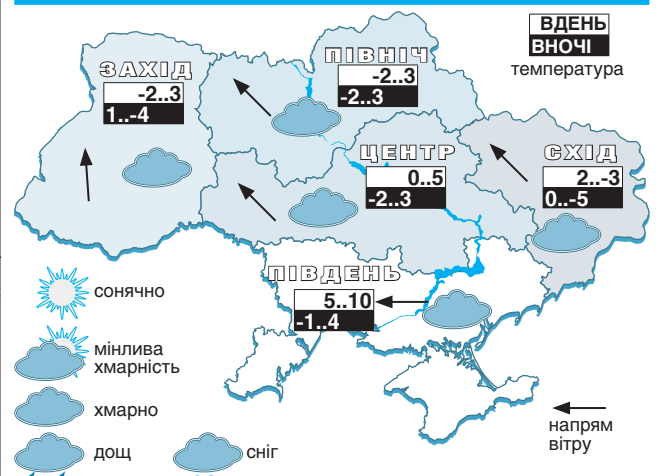 ВДЕНЬ
ВНОЧІ
температура
ЗАХІД
-2..3
1..-4
ПІВНІЧ
-2..3
-2..3
ЦЕНТР
0..5
-2..3
СХІД
2..-3
0..-5
ПІВДЕНЬ
5..10
-1..4
сонячно
мінлива
хмарність
хмарно
дощ
сніг
напрям
вітру